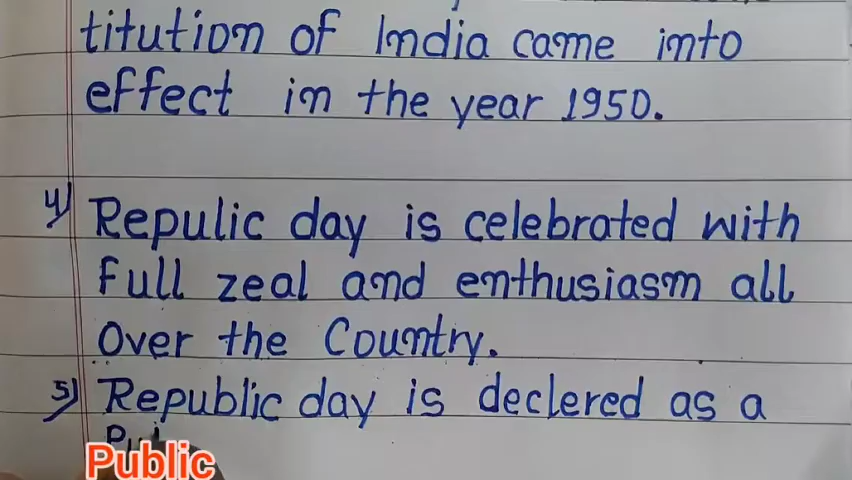 titution of India came into
effect in the year 1950.
4) Repulic day is celebrated with
full zeal and enthusiasm all
Over the Country.
5) Republic day is declered as a
Public